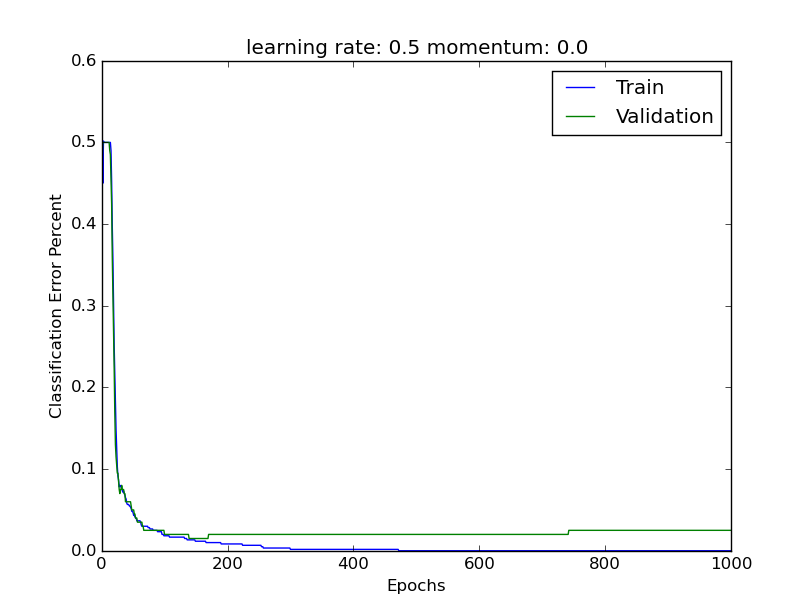 learning rate: 0.5 momentum: 0.0
0.6
0.5
0.4
0.3
0.2
0.1
0.0
Classification Error Percent
Train
Validation
0
200
400
600
800
1000
Epochs